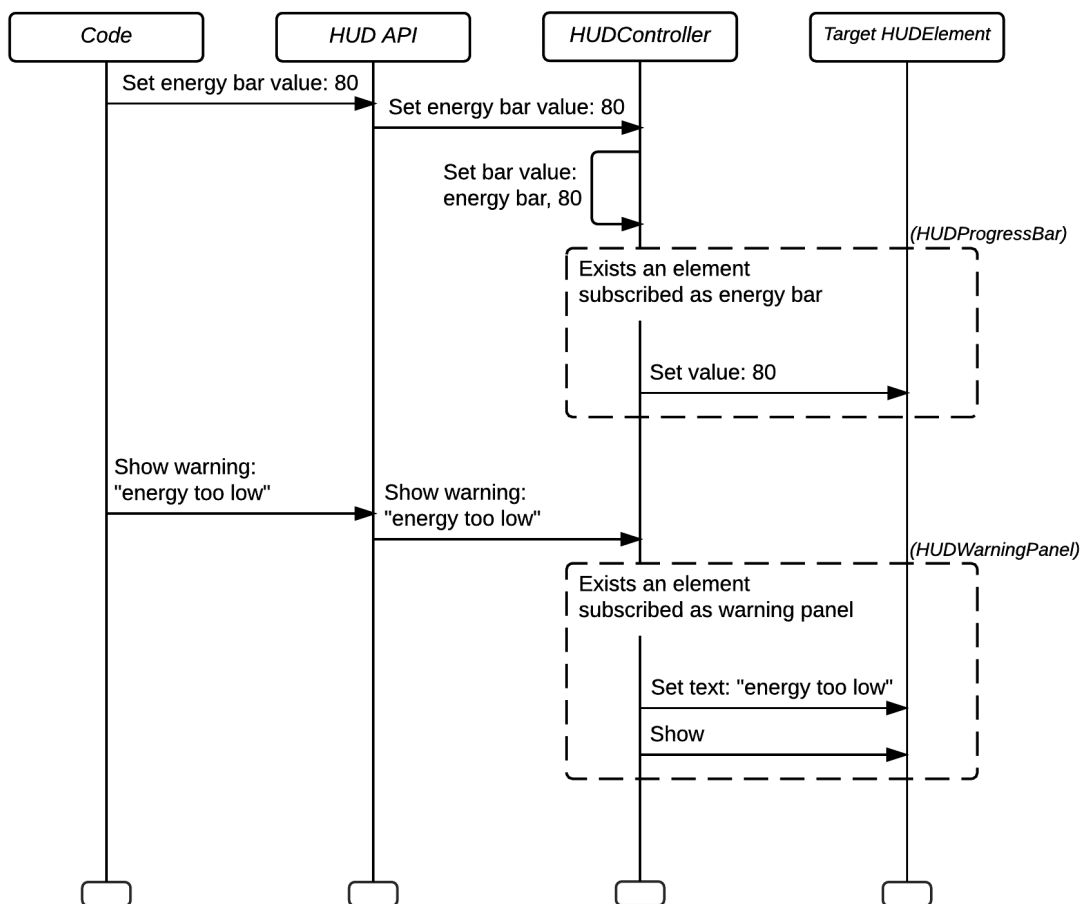 Code
HUD API
HUDController
Target HUDElement
Set energy bar value: 80
Set energy bar value: 80
Set bar value:
energy bar, 80
(HUDProgressBar)
Exists an element
subscribed as energy bar
Set value: 80
Show warning:
"energy too low"
Show warning:
"energy too low"
(HUDWarningPanel)
Exists an element
subscribed as warning panel
Set text: "energy too low"
Show